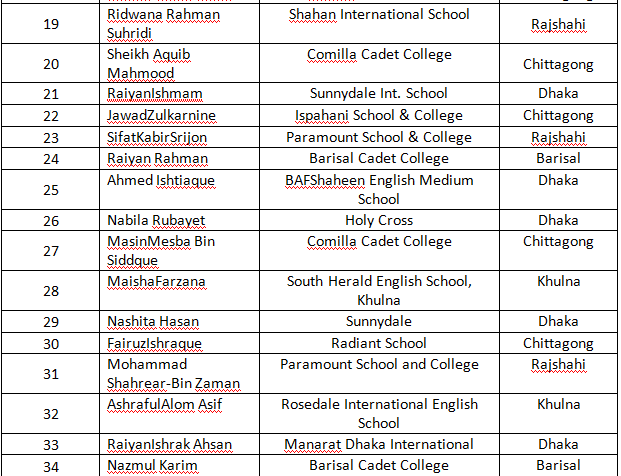 19 Ridwana Rahman Suhridi Shahan International School Rajshahi
20 Sheikh Aquib Mahmood Comilla Cadet College Chittagong
21 RaiyanIshmam Sunnydale Int. School Dhaka
22 JawadZulkarnine Ispahani School & College Chittagong
23 SifatKabirSrijon Paramount School & College Rajshahi
24 Raiyan Rahman Barisal Cadet College Barisal
25 Ahmed Ishtiaque BAFShaheen English Medium School Dhaka
26 Nabila Rubayet Holy Cross Dhaka
27 MasinMesba Bin Siddque Comilla Cadet College Chittagong
28 MaishaFarzana South Herald English School, Khulna Khulna
29 Nashita Hasan Sunnydale Dhaka
30 FairuzIshraque Radiant School Chittagong
31 Mohammad Shahrear-Bin Zaman Paramount School and College Rajshahi
32 AshrafulAlom Asif Rosedale International English School Khulna
33 RaiyanIshrak Ahsan Manarat Dhaka International Dhaka
34 Nazmul Karim Barisal Cadet College Barisal